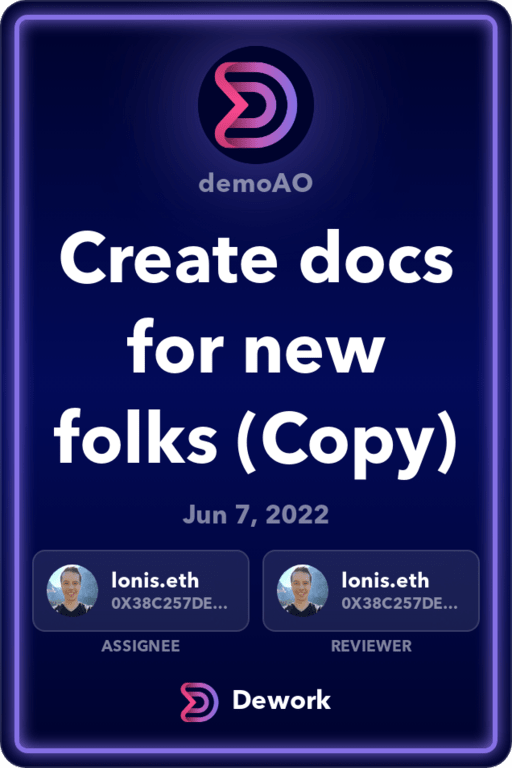 demoAO
Create docs
for new
folks (Copy)
Jun 7, 2022
lonis.eth
0X38C257DE...
lonis.eth
0X38C257DE...
ASSIGNEE
REVIEWER
Dework